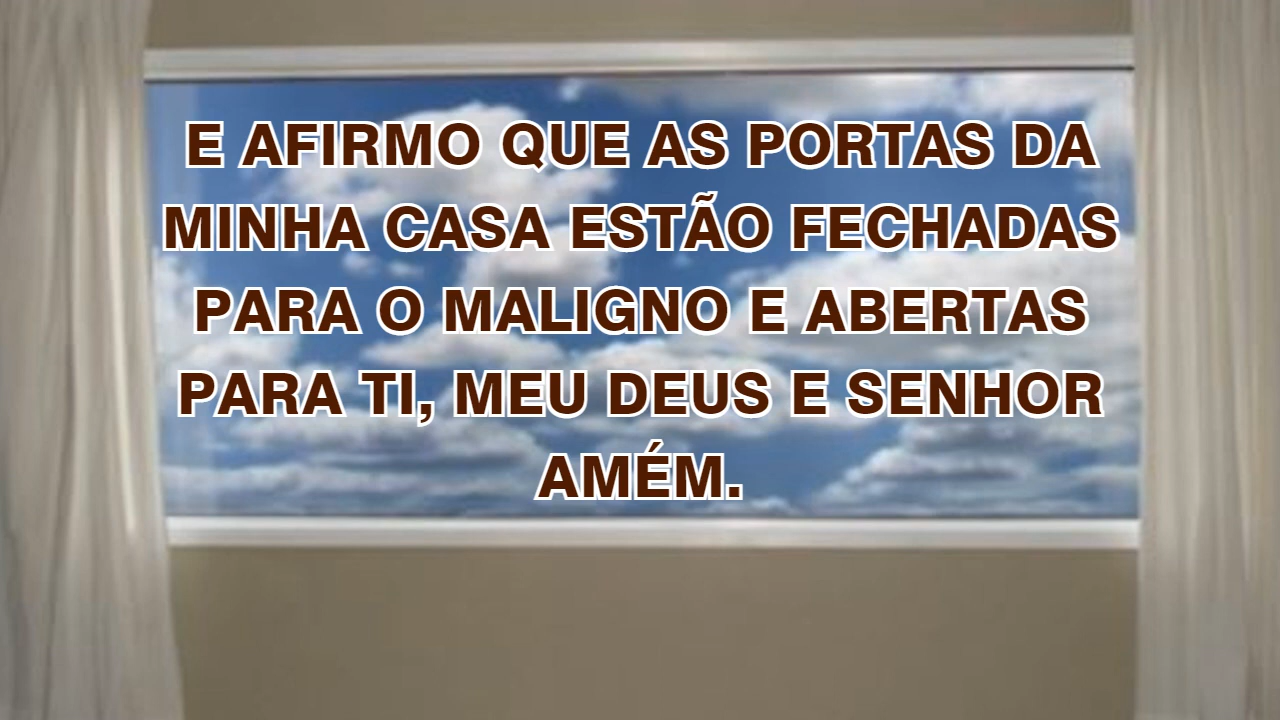 E AFIRMO QUE AS PORTAS DA
MINHA CASA ESTÃO FECHADAS
PARA O MALIGNO E ABERTAS
PARA TI, MEU DEUS E SENHOR
AMÉM.